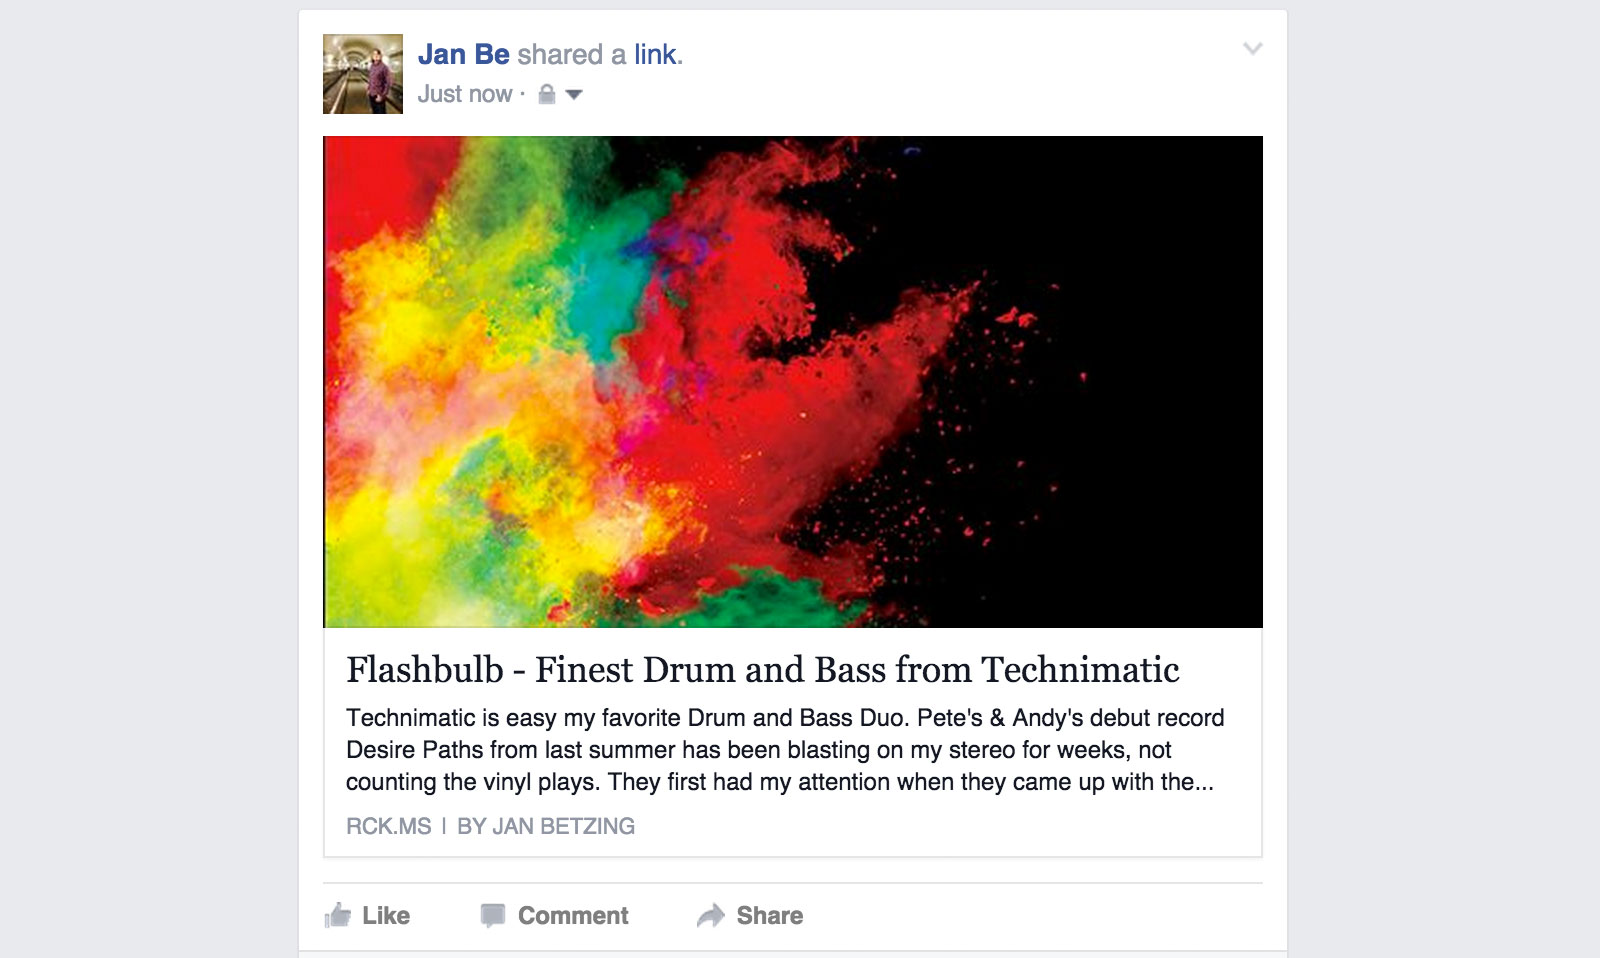 Jan Be shared a link.
Just now ·
Flashbulb - Finest Drum and Bass from Technimatic
Technimatic is easy my favorite Drum and Bass Duo. Pete's & Andy's debut record
Desire Paths from last summer has been blasting on my stereo for weeks, not
counting the vinyl plays. They first had my attention when they came up with the...
RCK.MS | BY JAN BETZING
Like Comment Share